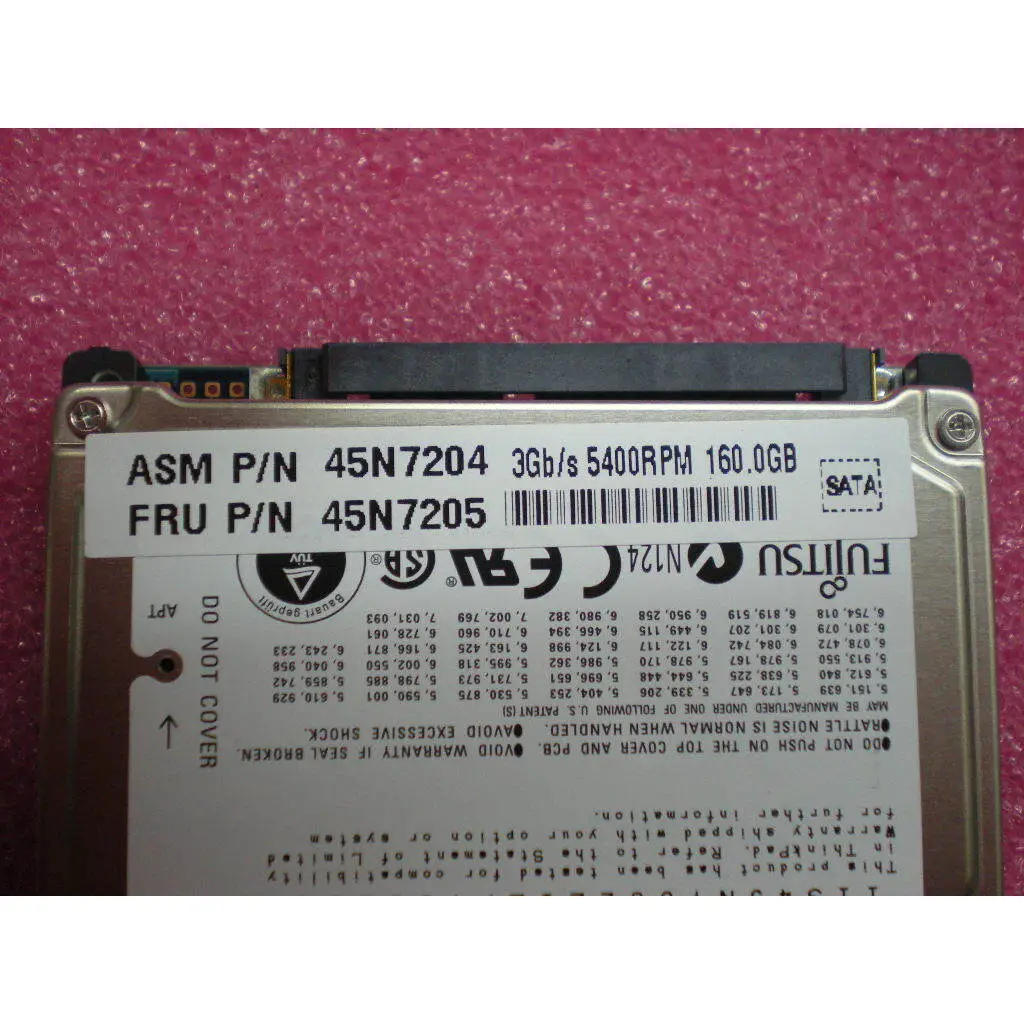 ASM P/N 45N7204 3Gb/s 5400RPM 160.0GB
FRU P/N 45N7205
SATA
This product has been tested for compatibility
in ThinkPad. Refer to the Statement of Limited
Warranty shipped with your option or system
for further information.
●DO NOT PUSH ON THE TOP COVER AND PCB. ●VOID WARRANTY IF SEAL BROKEN.
●RATTLE NOISE IS NORMAL WHEN HANDLED. ●AVOID EXCESSIVE SHOCK.
MAY BE MANUFACTURED UNDER ONE OF FOLLOWING U.S. PATENT(S)
5,151,639 5,173,647 5,339,206 5,404,253 5,530,875 5,590,001 5,610,929
5,612,840 5,638,225 5,644,448 5,696,651 5,731,973 5,798,885 5,859,742
5,913,550 5,978,167 5,978,170 5,986,362 5,995,318 6,002,550 6,040,958
6,078,472 6,084,742 6,122,117 6,124,998 6,163,425 6,166,871 6,243,233
6,301,079 6,301,207 6,449,115 6,466,394 6,710,960 6,728,061
6,754,018 6,819,519 6,950,258 6,980,382 7,002,769 7,031,093
FUJITSU N124 CE
TÜV
Bauart geprüft
DO NOT COVER
APT